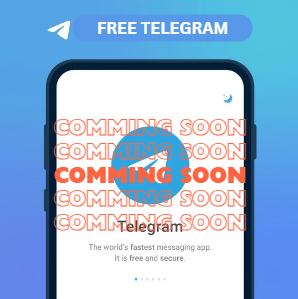 FREE TELEGRAM
COMMING SOON
COMMING SOON
COMMING SOON
COMMING SOON
COMMING SOON
Telegram
The world's fastest messaging app.
It is free and secure.